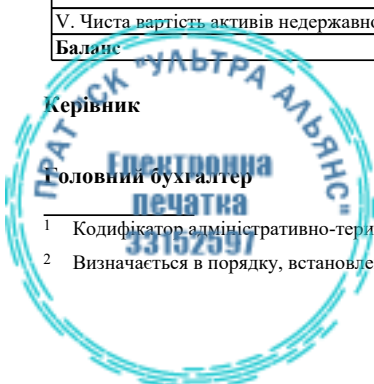 V. Чиста вартість активів недержавно
Баланс
Керівник
Головний бухгалтер
1 Кодифікатор адміністративно-тери
2 Визначається в порядку, встановле
ПРАТ "СК "УЛЬТРА АЛЬЯНС"
Електронна
печатка
33152597